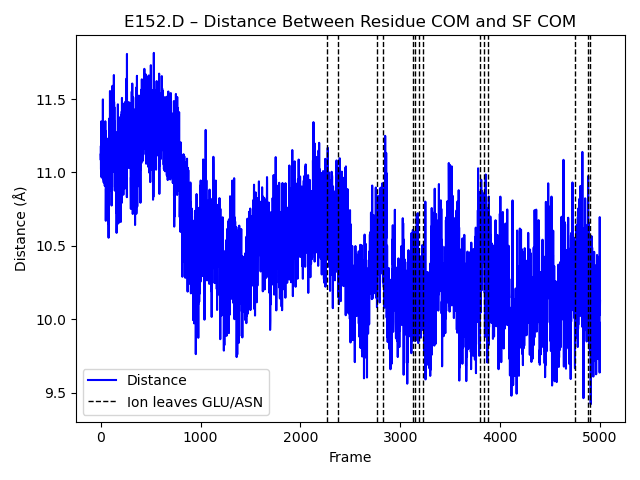 E152.D – Distance Between Residue COM and SF COM
11.5
11.0
10.5
10.0
9.5
Distance (Å)
Distance
Ion leaves GLU/ASN
0 1000 2000 3000 4000 5000
Frame